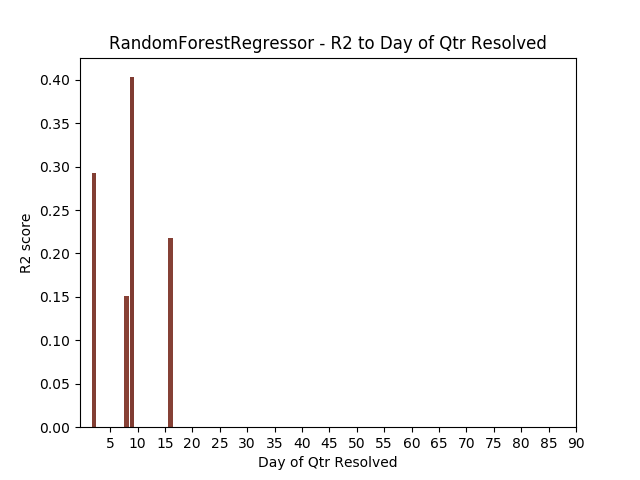 RandomForestRegressor - R2 to Day of Qtr Resolved
0.40
0.35
0.30
0.25
0.20
0.15
0.10
0.05
0.00
R2 score
5 10 15 20 25 30 35 40 45 50 55 60 65 70 75 80 85 90
Day of Qtr Resolved